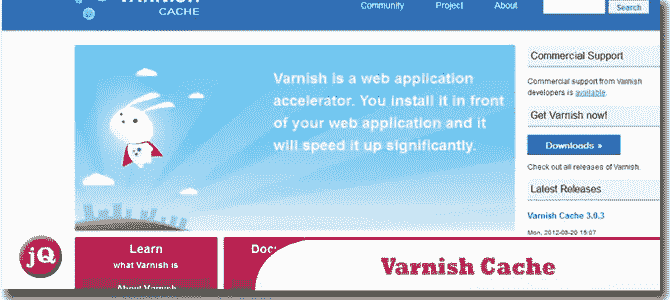 CACHE
Community Project About
Search
Varnish is a web application
accelerator. You install it in front
of your web application and it
will speed it up significantly.
Commercial Support
Commercial support from Varnish
developers is available.
Get Varnish now!
Downloads »
Check out all releases of Varnish
Latest Releases
Varnish Cache 3.0.3
Mon, 2012-08-20 15:07
Learn
what Varnish is
About Varnish
Doc
jQ
Varnish Cache